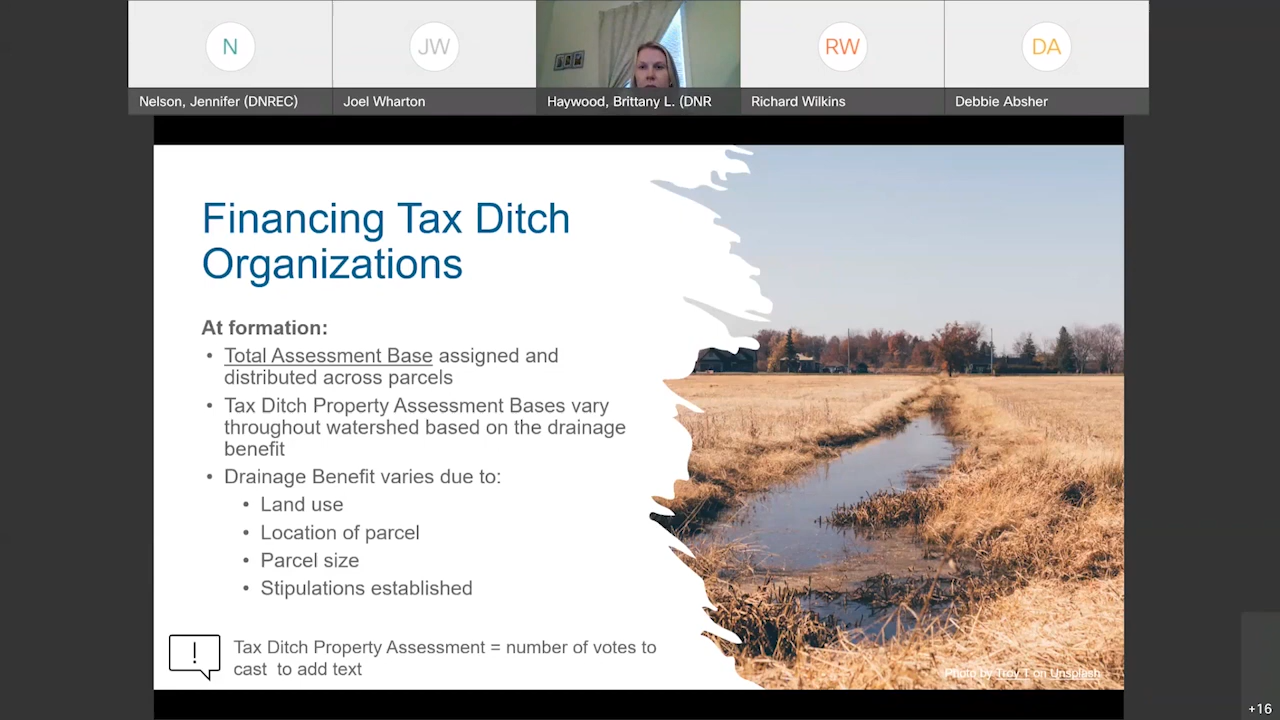 N
JW
RW
DA
Nelson, Jennifer (DNREC)
Joel Wharton
Haywood, Brittany L. (DNR
Richard Wilkins
Debbie Absher
Financing Tax Ditch
Organizations
At formation:
• Total Assessment Base assigned and
distributed across parcels
• Tax Ditch Property Assessment Bases vary
throughout watershed based on the drainage
benefit
• Drainage Benefit varies due to:
• Land use
• Location of parcel
• Parcel size
• Stipulations established
!
Tax Ditch Property Assessment = number of votes to
cast  to add text
Photo by Troy T on Unsplash
+16